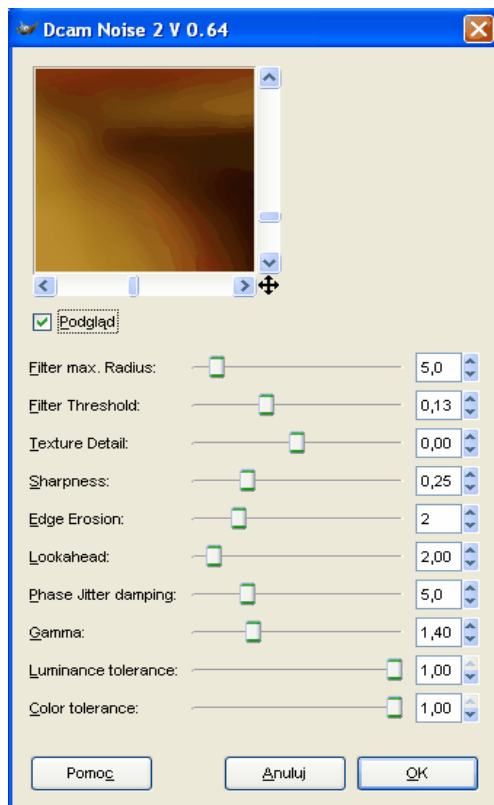 Dcam Noise 2 V 0.64
Podgląd
Filter max. Radius: 5,0
Filter Threshold: 0,13
Texture Detail: 0,00
Sharpness: 0,25
Edge Erosion: 2
Lookahead: 2,00
Phase Jitter damping: 5,0
Gamma: 1,40
Luminance tolerance: 1,00
Color tolerance: 1,00
Pomoc Anuluj OK